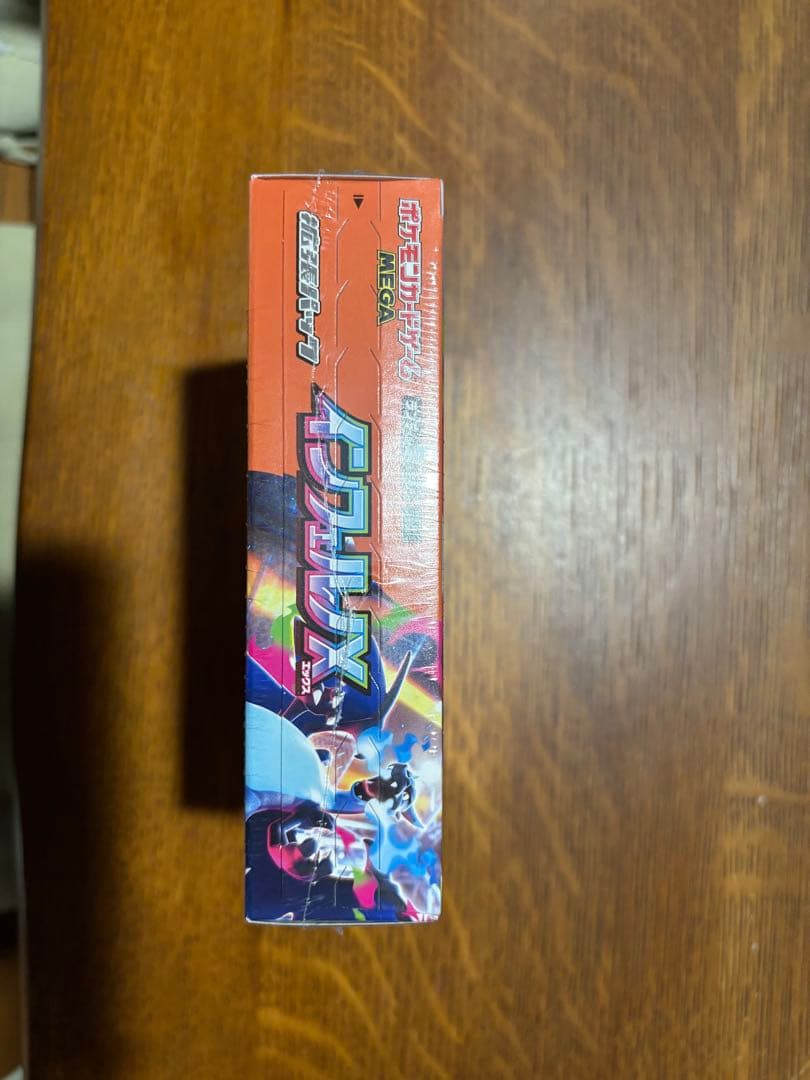 ポケモンカードゲーム
MEGA
拡張パック
インフェルノX
エックス